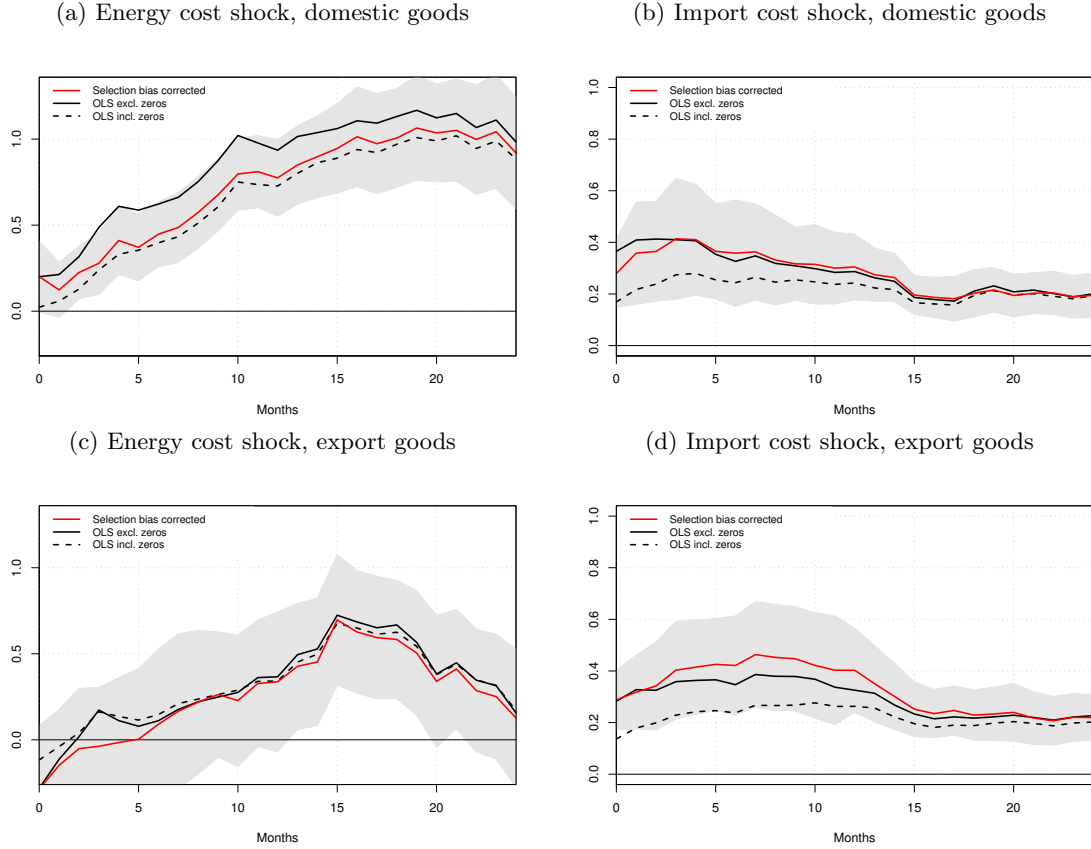 (a) Energy cost shock, domestic goods
Selection bias corrected
OLS excl. zeros
OLS incl. zeros
1.0
0.5
0.0
0 5 10 15 20
Months
(b) Import cost shock, domestic goods
Selection bias corrected
OLS excl. zeros
OLS incl. zeros
1.0
0.8
0.6
0.4
0.2
0.0
0 5 10 15 20
Months
(c) Energy cost shock, export goods
Selection bias corrected
OLS excl. zeros
OLS incl. zeros
1.0
0.5
0.0
0 5 10 15 20
Months
(d) Import cost shock, export goods
Selection bias corrected
OLS excl. zeros
OLS incl. zeros
1.0
0.8
0.6
0.4
0.2
0.0
0 5 10 15 20
Months